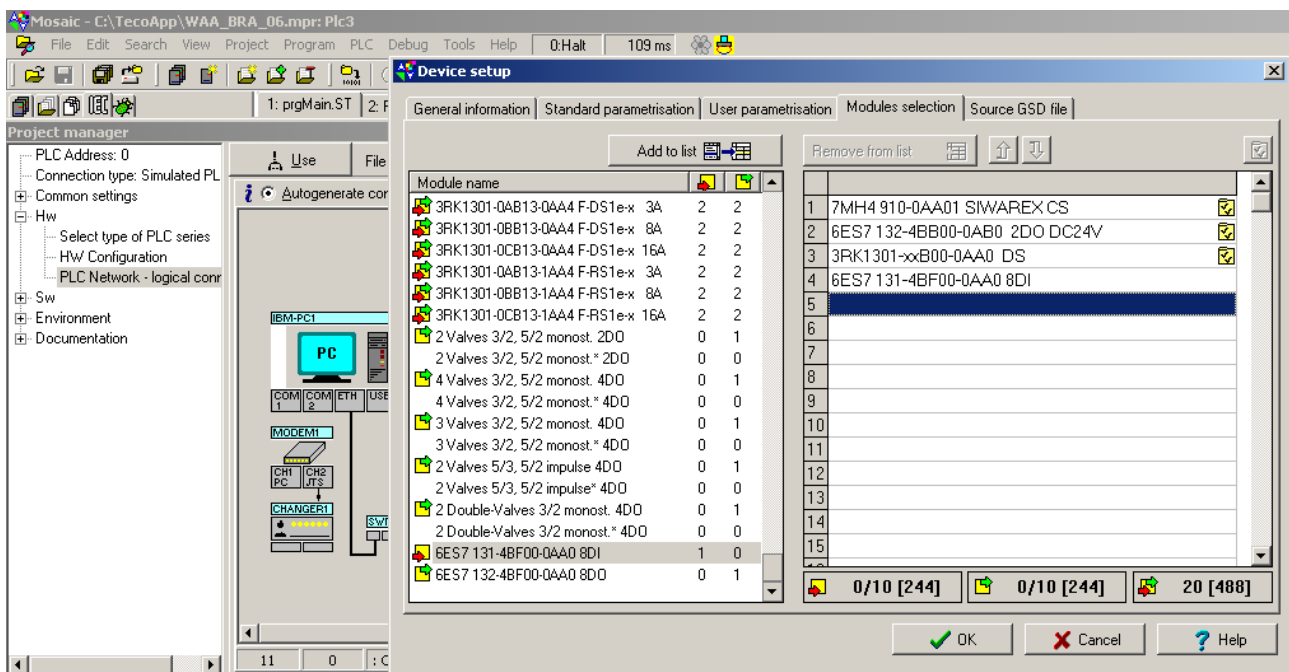 Mosaic - C:\TecoApp\WAA_BRA_06.mpr: Plc3
File Edit Search View Project Program PLC Debug Tools Help 0:Halt 109 ms
1: prgMain.ST 2: F
Project manager
PLC Address: 0
Connection type: Simulated PL
Common settings
Hw
Select type of PLC series
HW Configuration
PLC Network - logical conr
Sw
Environment
Documentation
Use File
Autogenerate cor
IBM-PC1
PC
COM 1 COM 2 ETH USB
MODEM1
CH1 PC CH2 JTS
CHANGER1
SWI
11 0 : C
Device setup
General information Standard parametrisation User parametrisation Modules selection Source GSD file
Add to list Remove from list
Module name
3RK1301-0AB13-0AA4 F-DS1e-x 3A 2 2
3RK1301-0BB13-0AA4 F-DS1e-x 8A 2 2
3RK1301-0CB13-0AA4 F-DS1e-x 16A 2 2
3RK1301-0AB13-1AA4 F-RS1e-x 3A 2 2
3RK1301-0BB13-1AA4 F-RS1e-x 8A 2 2
3RK1301-0CB13-1AA4 F-RS1e-x 16A 2 2
2 Valves 3/2, 5/2 monost. 2DO 0 1
2 Valves 3/2, 5/2 monost.* 2DO 0 0
4 Valves 3/2, 5/2 monost. 4DO 0 1
4 Valves 3/2, 5/2 monost.* 4DO 0 0
3 Valves 3/2, 5/2 monost. 4DO 0 1
3 Valves 3/2, 5/2 monost.* 4DO 0 0
2 Valves 5/3, 5/2 impulse 4DO 0 1
2 Valves 5/3, 5/2 impulse* 4DO 0 0
2 Double-Valves 3/2 monost. 4DO 0 1
2 Double-Valves 3/2 monost.* 4DO 0 0
6ES7 131-4BF00-0AA0 8DI 1 0
6ES7 132-4BF00-0AA0 8DO 0 1
1 7MH4 910-0AA01 SIWAREX CS
2 6ES7 132-4BB00-0AB0 2DO DC24V
3 3RK1301-xxB00-0AA0 DS
4 6ES7 131-4BF00-0AA0 8DI
5
6
7
8
9
10
11
12
13
14
15
0/10 [244] 0/10 [244] 20 [488]
OK Cancel Help